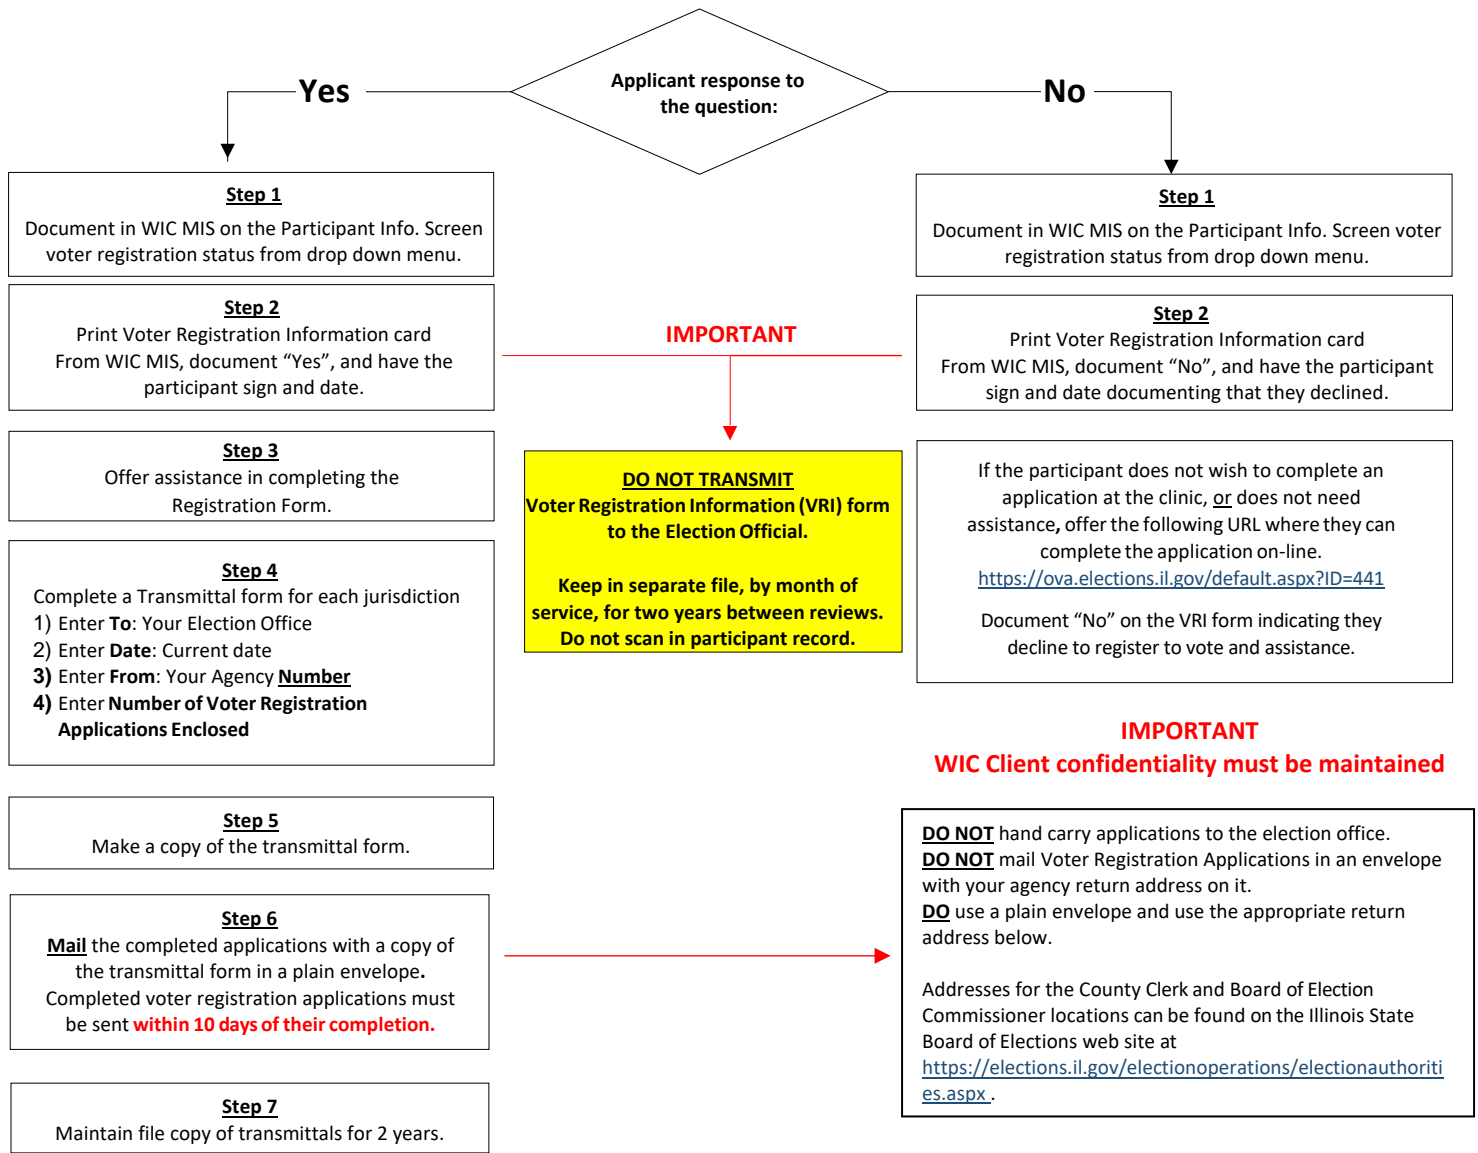 Applicant response to
the question:
Yes
No
Step 1
Document in WIC MIS on the Participant Info. Screen
voter registration status from drop down menu.
Step 2
Print Voter Registration Information card
From WIC MIS, document “Yes”, and have the
participant sign and date.
Step 3
Offer assistance in completing the
Registration Form.
Step 4
Complete a Transmittal form for each jurisdiction
1) Enter To: Your Election Office
2) Enter Date: Current date
3) Enter From: Your Agency Number
4) Enter Number of Voter Registration
Applications Enclosed
Step 5
Make a copy of the transmittal form.
Step 6
Mail the completed applications with a copy of
the transmittal form in a plain envelope.
Completed voter registration applications must
be sent within 10 days of their completion.
Step 7
Maintain file copy of transmittals for 2 years.
IMPORTANT
DO NOT TRANSMIT
Voter Registration Information (VRI) form
to the Election Official.
Keep in separate file, by month of
service, for two years between reviews.
Do not scan in participant record.
Step 1
Document in WIC MIS on the Participant Info. Screen voter
registration status from drop down menu.
Step 2
Print Voter Registration Information card
From WIC MIS, document “No”, and have the participant
sign and date documenting that they declined.
If the participant does not wish to complete an
application at the clinic, or does not need
assistance, offer the following URL where they can
complete the application on-line.
https://ova.elections.il.gov/default.aspx?ID=441
Document “No” on the VRI form indicating they
decline to register to vote and assistance.
IMPORTANT
WIC Client confidentiality must be maintained
DO NOT hand carry applications to the election office.
DO NOT mail Voter Registration Applications in an envelope
with your agency return address on it.
DO use a plain envelope and use the appropriate return
address below.
Addresses for the County Clerk and Board of Election
Commissioner locations can be found on the Illinois State
Board of Elections web site at
https://elections.il.gov/electionoperations/electionauthoriti
es.aspx .